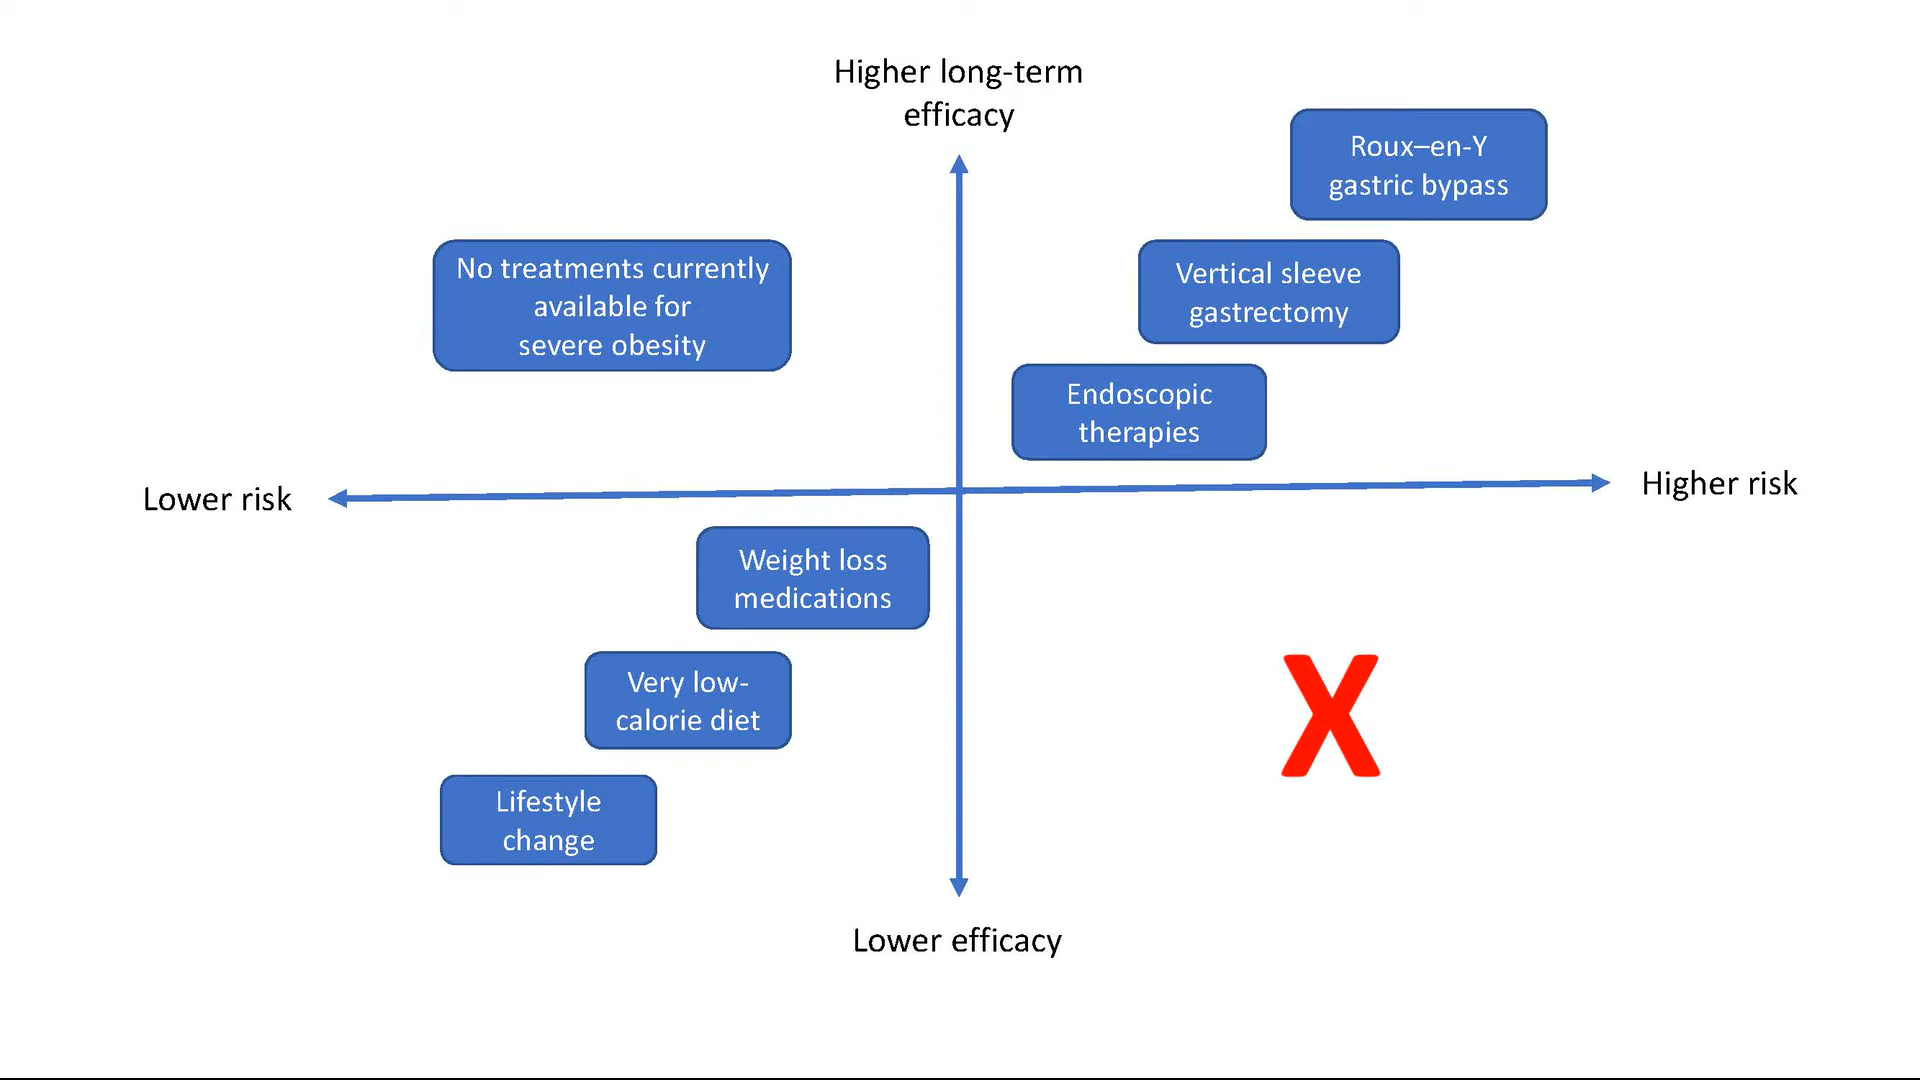 Higher long-term
efficacy
Roux–en-Y
gastric bypass
No treatments currently
available for
severe obesity
Vertical sleeve
gastrectomy
Endoscopic
therapies
Lower risk
Higher risk
Weight loss
medications
Very low-
calorie diet
X
Lifestyle
change
Lower efficacy